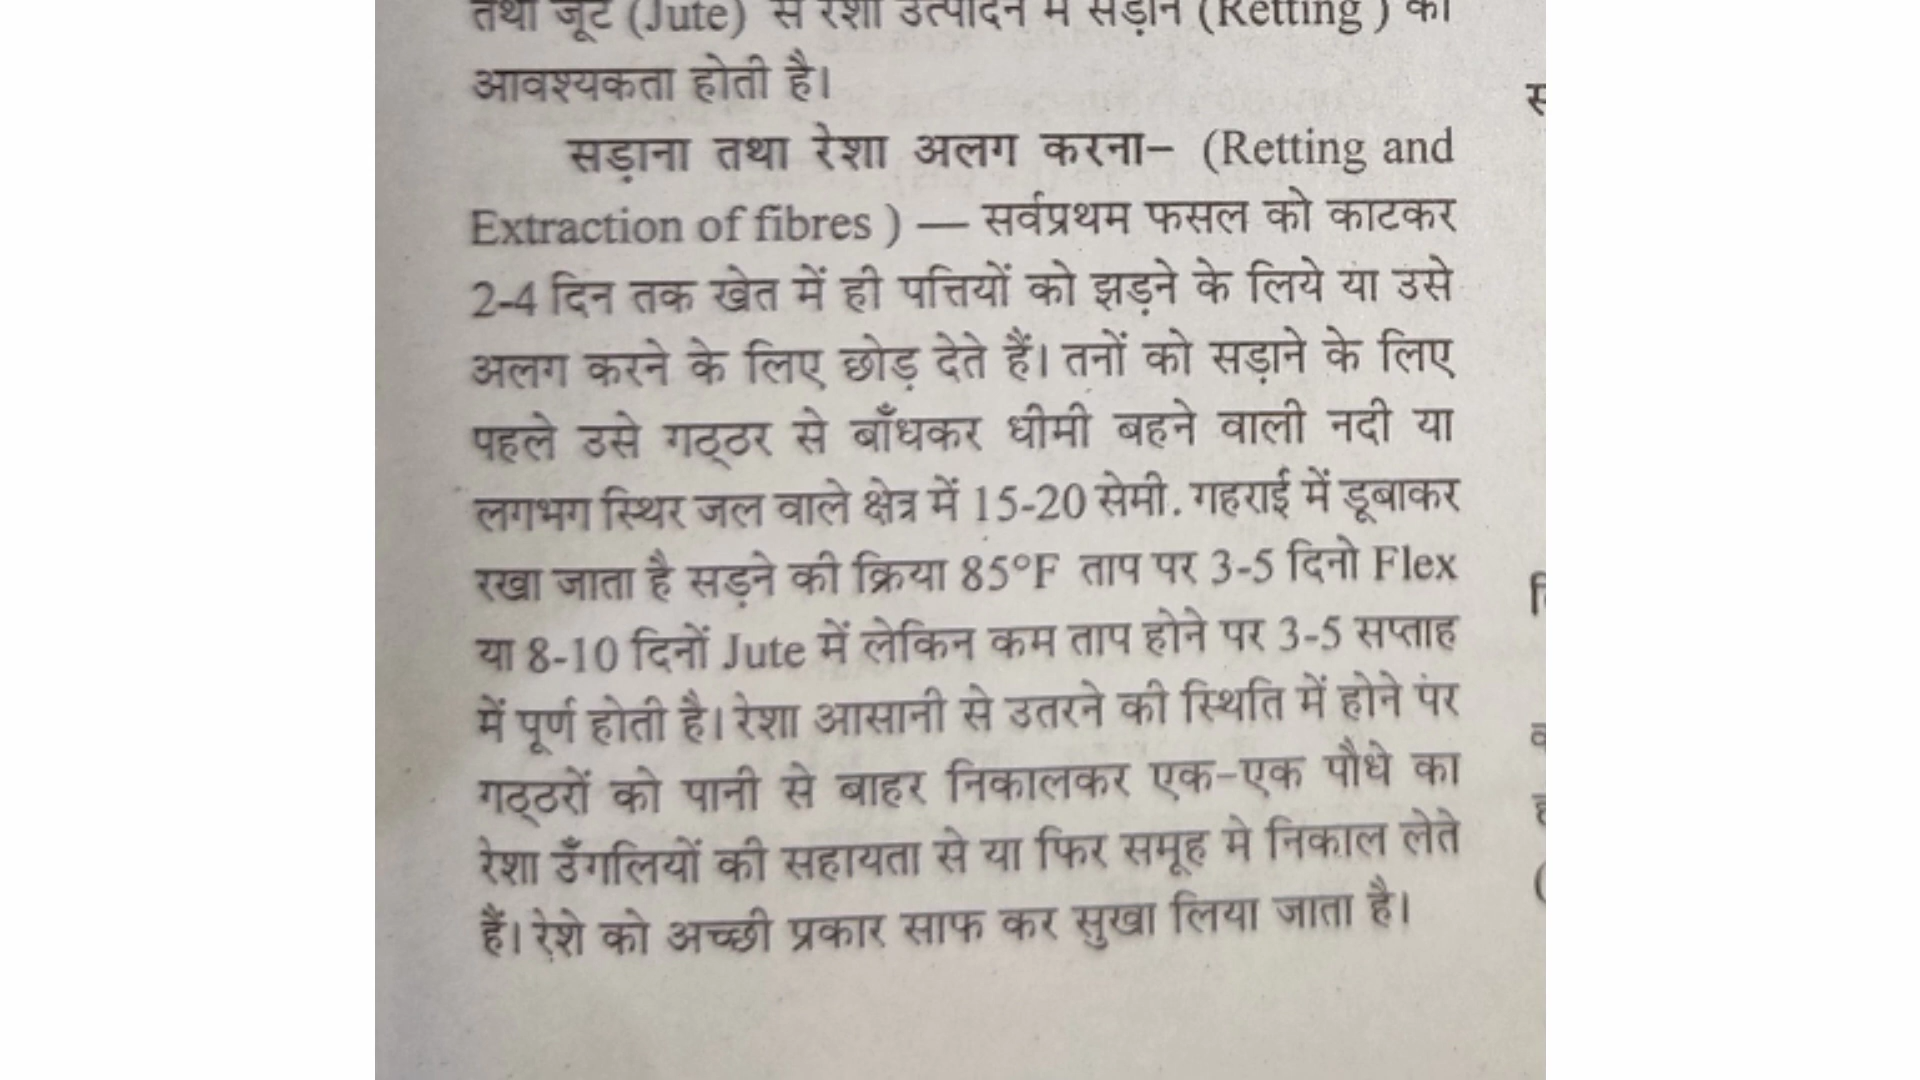 तथा जूट (Jute) से रेशा उत्पादन में सड़ाने (Retting ) की
आवश्यकता होती है।
सड़ाना तथा रेशा अलग करना– (Retting and
Extraction of fibres ) — सर्वप्रथम फसल को काटकर
2-4 दिन तक खेत में ही पत्तियों को झड़ने के लिये या उसे
अलग करने के लिए छोड़ देते हैं। तनों को सड़ाने के लिए
पहले उसे गठ्ठर से बाँधकर धीमी बहने वाली नदी या
लगभग स्थिर जल वाले क्षेत्र में 15-20 सेमी. गहराई में डूबाकर
रखा जाता है सड़ने की क्रिया 85°F ताप पर 3-5 दिनो Flex
या 8-10 दिनों Jute में लेकिन कम ताप होने पर 3-5 सप्ताह
में पूर्ण होती है। रेशा आसानी से उतरने की स्थिति में होने पर
गठ्ठरों को पानी से बाहर निकालकर एक-एक पौधे का
रेशा उँगलियों की सहायता से या फिर समूह मे निकाल लेते
हैं। रेशे को अच्छी प्रकार साफ कर सुखा लिया जाता है।